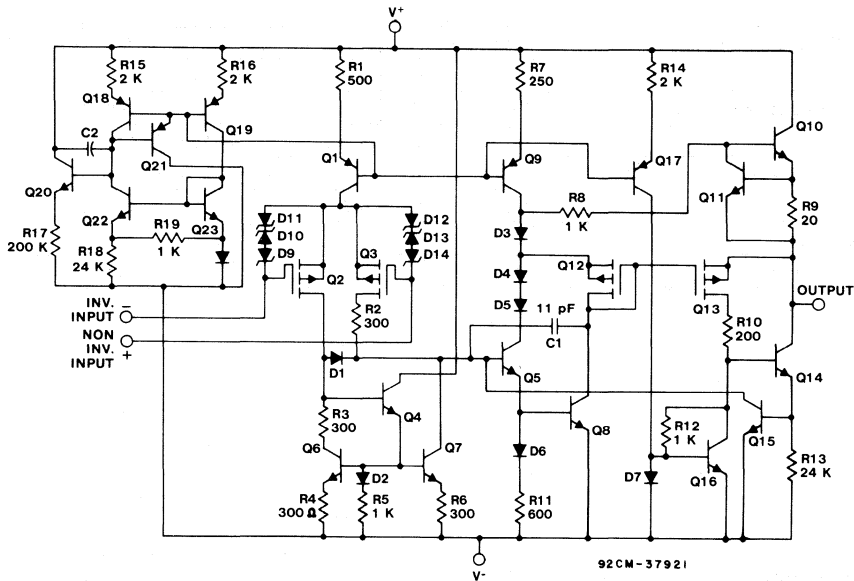 V+
R15
2 K
R16
2 K
R1
500
R7
250
R14
2 K
Q18
Q19
Q10
C2
Q21
Q1
Q9
Q17
Q11
Q20
R8
1 K
R9
20
Q22
R19
1 K
Q23
D11
D10
D9
D12
D13
D14
Q3
Q2
D3
R17
200 K
R18
24 K
D4
D5
Q12
Q13
OUTPUT
INV. −
INPUT
NON
INV.
INPUT +
R2
300
11 pF
C1
R10
200
D1
Q5
Q14
Q4
R3
300
Q8
Q15
Q6
Q7
D6
R12
1 K
D2
R4
300 Ω
R5
1 K
R6
300
R11
600
D7
Q16
R13
24 K
V-
92CM-37921